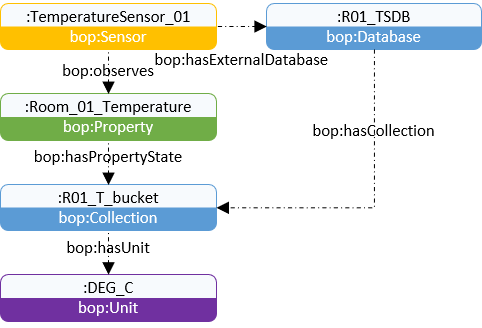 :TemperatureSensor_01
bop:Sensor
:R01_TSDB
bop:Database
bop:hasExternalDatabase
bop:observes
:Room_01_Temperature
bop:Property
bop:hasCollection
bop:hasPropertyState
:R01_T_bucket
bop:Collection
bop:hasUnit
:DEG_C
bop:Unit